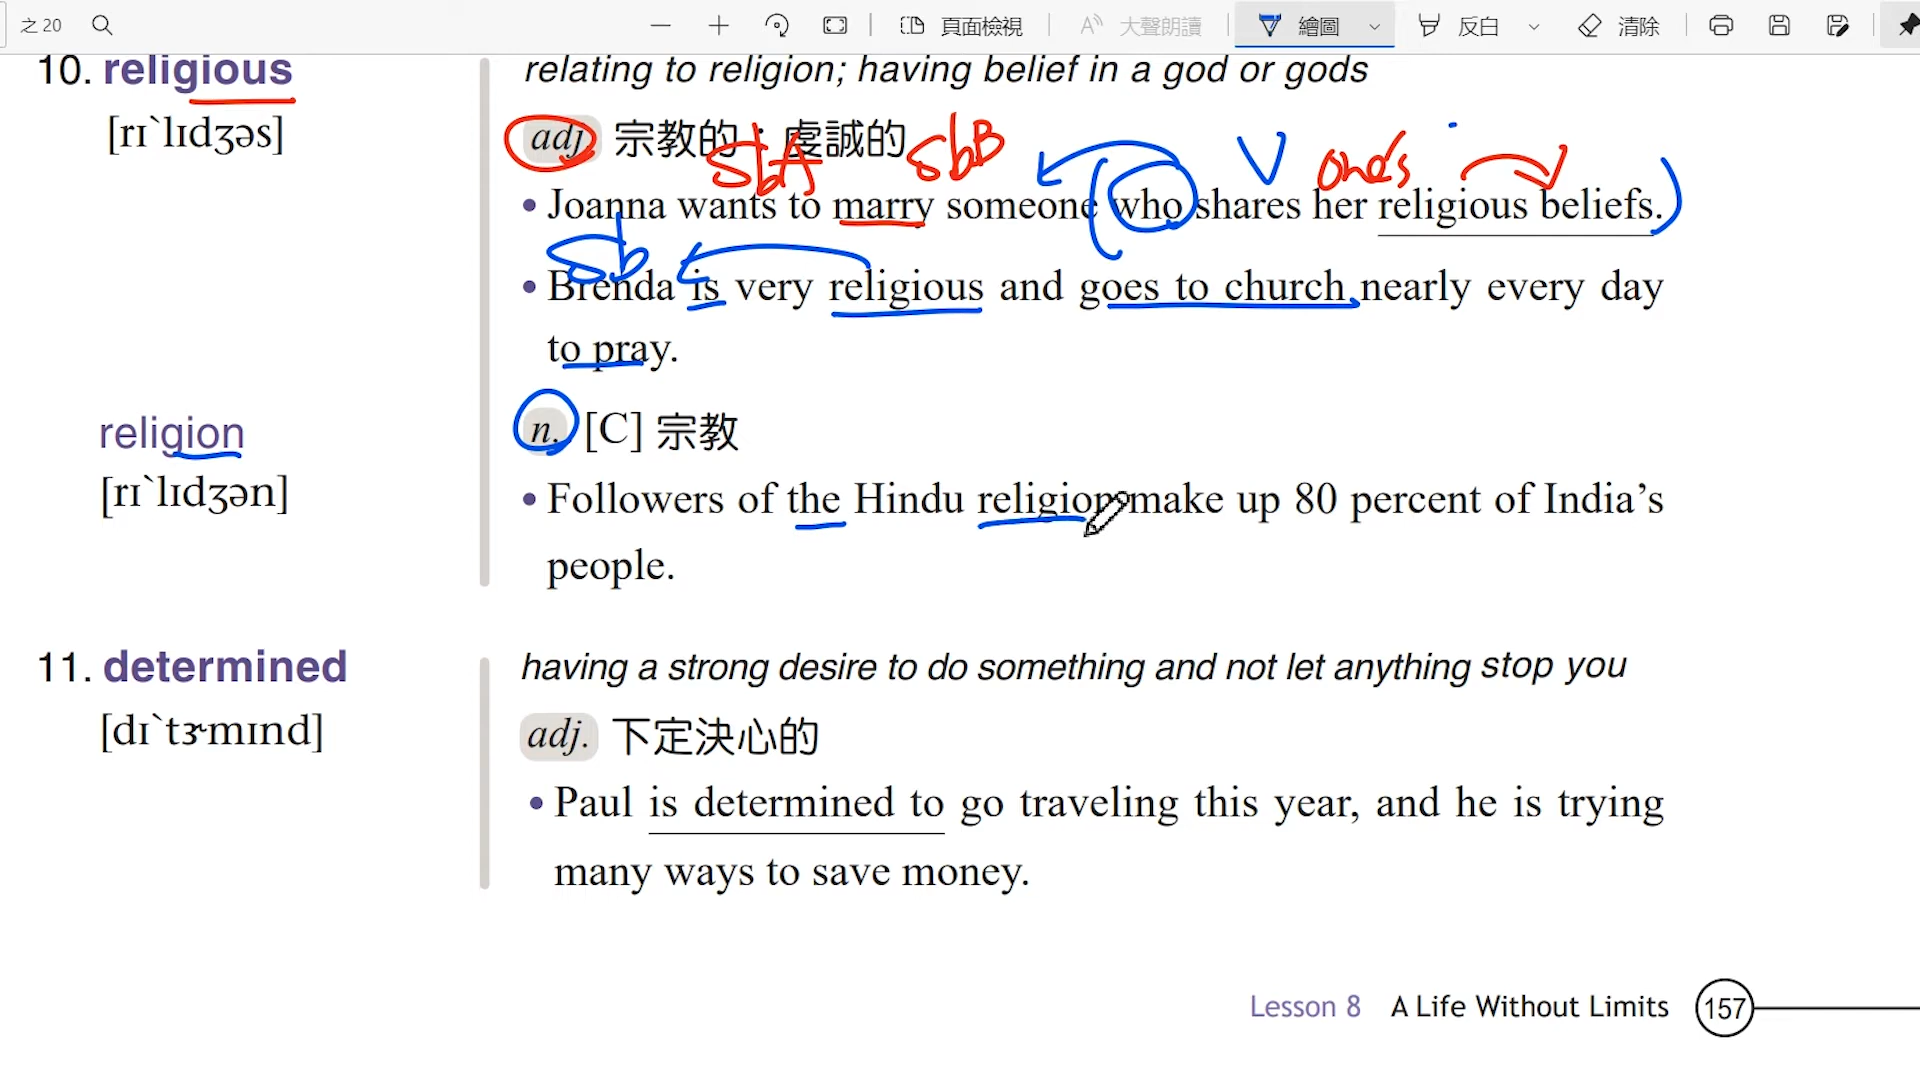 之 20 頁面檢視 大聲朗讀 繪圖 反白 清除
10. religious
relating to religion; having belief in a god or gods
[rɪˋlɪdʒəs]
adj. 宗教的；虔誠的
sbA sbB V one's
• Joanna wants to marry someone (who shares her religious beliefs.)
sb
• Brenda is very religious and goes to church nearly every day
to pray.
religion
n. [C] 宗教
[rɪˋlɪdʒən]
• Followers of the Hindu religion make up 80 percent of India's
people.
11. determined
having a strong desire to do something and not let anything stop you
[dɪˋtɝmɪnd]
adj. 下定決心的
• Paul is determined to go traveling this year, and he is trying
many ways to save money.
Lesson 8 A Life Without Limits 157